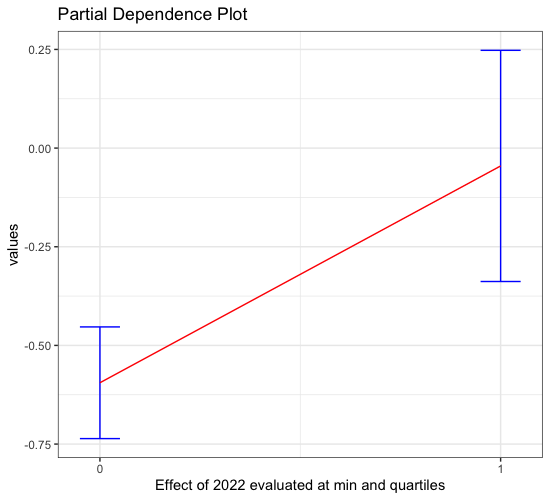 Partial Dependence Plot
values
0.25
0.00
-0.25
-0.50
-0.75
0
1
Effect of 2022 evaluated at min and quartiles